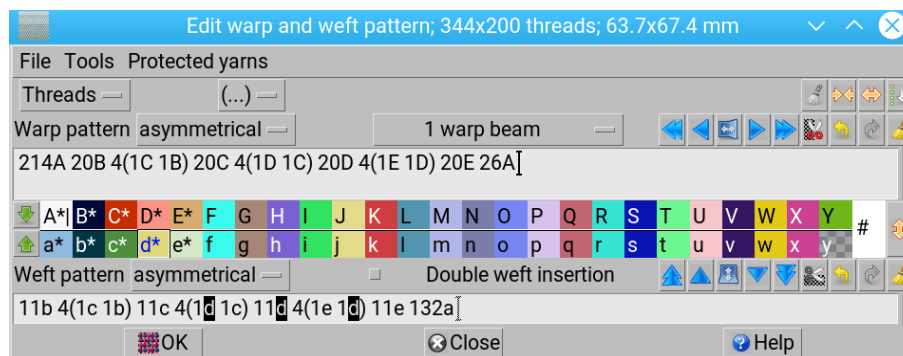 Edit warp and weft pattern; 344x200 threads; 63.7x67.4 mm
File Tools Protected yarns
Threads (...)
Warp pattern asymmetrical 1 warp beam
214A 20B 4(1C 1B) 20C 4(1D 1C) 20D 4(1E 1D) 20E 26A
A* B* C* D* E* F G H I J K L M N O P Q R S T U V W X Y #
a* b* c* d* e* f g h i j k l m n o p q r s t u v w x y
Weft pattern asymmetrical Double weft insertion
11b 4(1c 1b) 11c 4(1d 1c) 11d 4(1e 1d) 11e 132a
OK Close Help